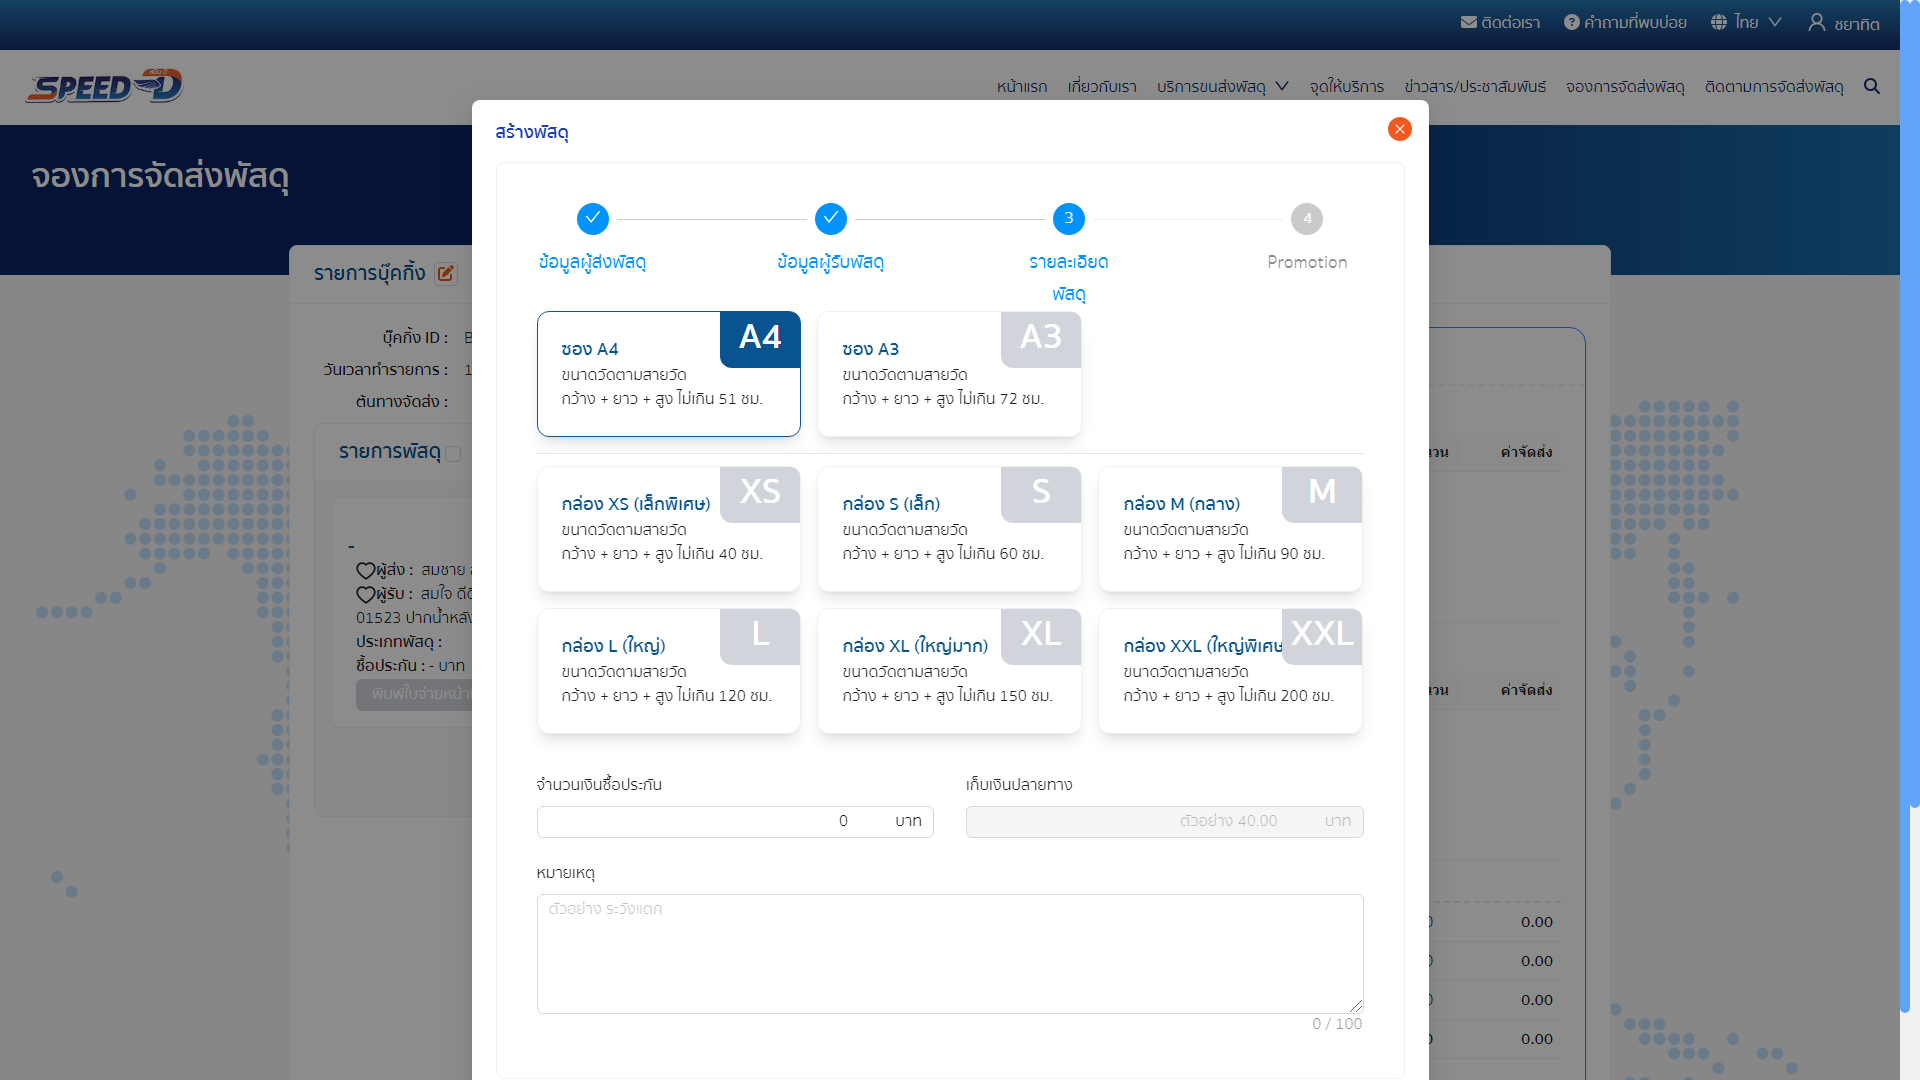 ติดต่อเรา
คำถามที่พบบ่อย
ไทย
ชยาทิต
SPEED-D
หน้าแรก
เกี่ยวกับเรา
บริการขนส่งพัสดุ
จุดให้บริการ
ข่าวสาร/ประชาสัมพันธ์
จองการจัดส่งพัสดุ
ติดตามการจัดส่งพัสดุ
จองการจัดส่งพัสดุ
สร้างพัสดุ
3
4
ข้อมูลผู้ส่งพัสดุ
ข้อมูลผู้รับพัสดุ
รายละเอียด
พัสดุ
Promotion
รายการบุ๊คกิ้ง
บุ๊คกิ้ง ID :
วันเวลาทำรายการ :
ต้นทางจัดส่ง :
รายการพัสดุ
-
ผู้ส่ง : สมชาย
ผู้รับ : สมใจ
01523
ประเภทพัสดุ :
ซื้อประกัน : - บาท
ซอง A4
A4
ขนาดวัดตามสายวัด
กว้าง + ยาว + สูง ไม่เกิน 51 ซม.
ซอง A3
A3
ขนาดวัดตามสายวัด
กว้าง + ยาว + สูง ไม่เกิน 72 ซม.
กล่อง XS (เล็กพิเศษ)
XS
ขนาดวัดตามสายวัด
กว้าง + ยาว + สูง ไม่เกิน 40 ซม.
กล่อง S (เล็ก)
S
ขนาดวัดตามสายวัด
กว้าง + ยาว + สูง ไม่เกิน 60 ซม.
กล่อง M (กลาง)
M
ขนาดวัดตามสายวัด
กว้าง + ยาว + สูง ไม่เกิน 90 ซม.
กล่อง L (ใหญ่)
L
ขนาดวัดตามสายวัด
กว้าง + ยาว + สูง ไม่เกิน 120 ซม.
กล่อง XL (ใหญ่มาก)
XL
ขนาดวัดตามสายวัด
กว้าง + ยาว + สูง ไม่เกิน 150 ซม.
กล่อง XXL (ใหญ่พิเศษ
XXL
ขนาดวัดตามสายวัด
กว้าง + ยาว + สูง ไม่เกิน 200 ซม.
จำนวนเงินซื้อประกัน
0 บาท
เก็บเงินปลายทาง
ตัวอย่าง 40.00 บาท
หมายเหตุ
ตัวอย่าง ระวังแตก
0 / 100
ค่าจัดส่ง
ค่าจัดส่ง
0.00
0.00
0.00
0.00